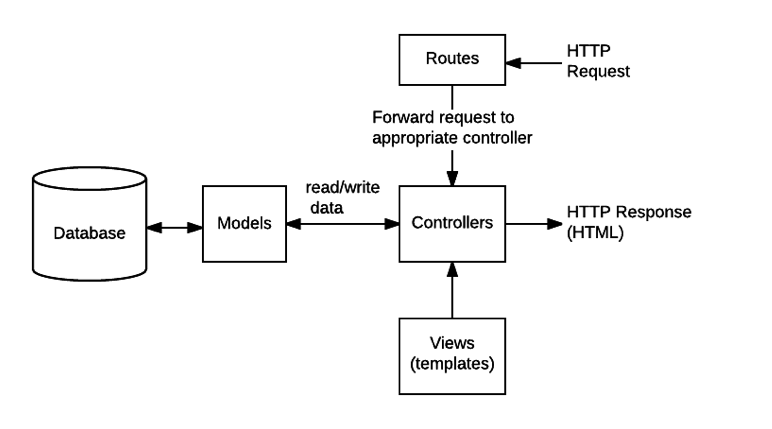 Routes
HTTP
Request
Forward request to
appropriate controller
Database
Models
read/write
data
Controllers
HTTP Response
(HTML)
Views
(templates)